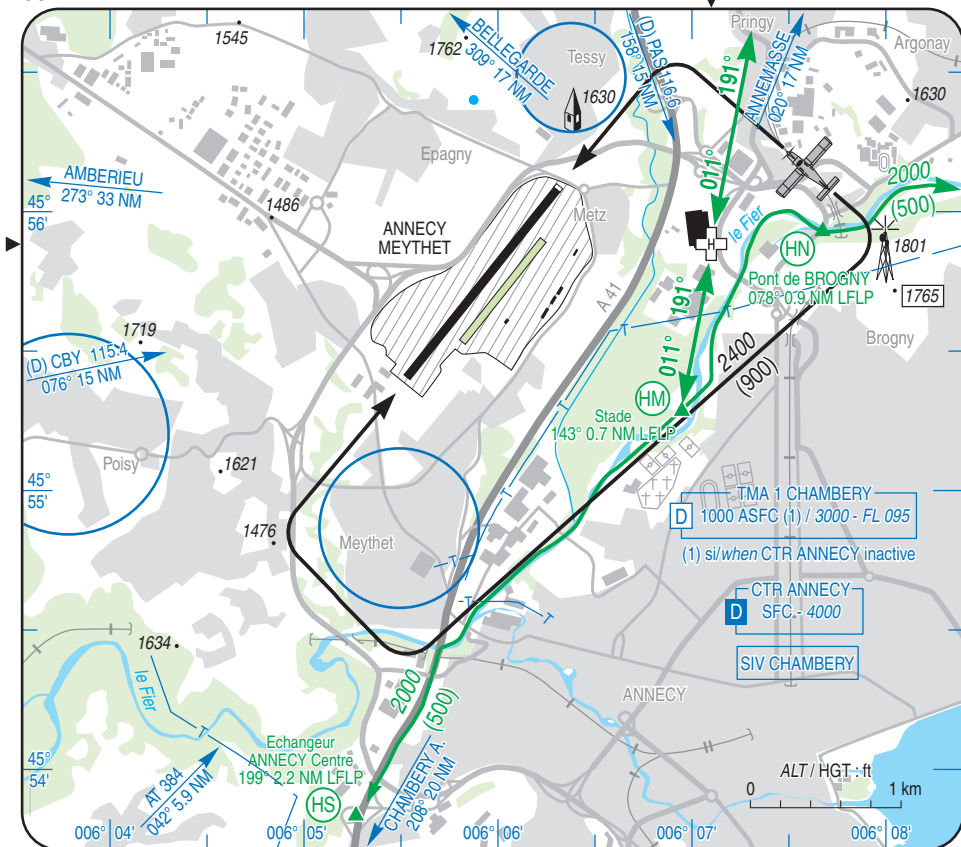 1545
1762
BELLEGARDE
309° 17 NM
Tessy
(D) PAS 116.6
158° 15 NM
Pringy
191°
ANNEMASSE
020° 17 NM
Argonay
1630
1630
Epagny
AMBERIEU
273° 33 NM
45°
56'
1486
ANNECY
MEYTHET
Metz
011°
le Fier
H
2000
(500)
HN
1801
Pont de BROGNY
078° 0.9 NM LFLP
1765
A 41
191°
T
Brogny
1719
(D) CBY 115.4
076° 15 NM
2400
(900)
011°
HM
Stade
143° 0.7 NM LFLP
T
Poisy
1621
45°
55'
T
TMA 1 CHAMBERY
D
1000 ASFC (1) / 3000 - FL 095
(1) si/when CTR ANNECY inactive
1476
Meythet
T
CTR ANNECY
D
SFC - 4000
T
T
1634
SIV CHAMBERY
le Fier
2000
(500)
ANNECY
T
Echangeur
ANNECY Centre
199° 2.2 NM LFLP
45°
54'
AT 384
042° 5.9 NM
HS
T
CHAMBERY A.
208° 20 NM
ALT / HGT : ft
0
1 km
006° 04'
006° 05'
006° 06'
006° 07'
006° 08'